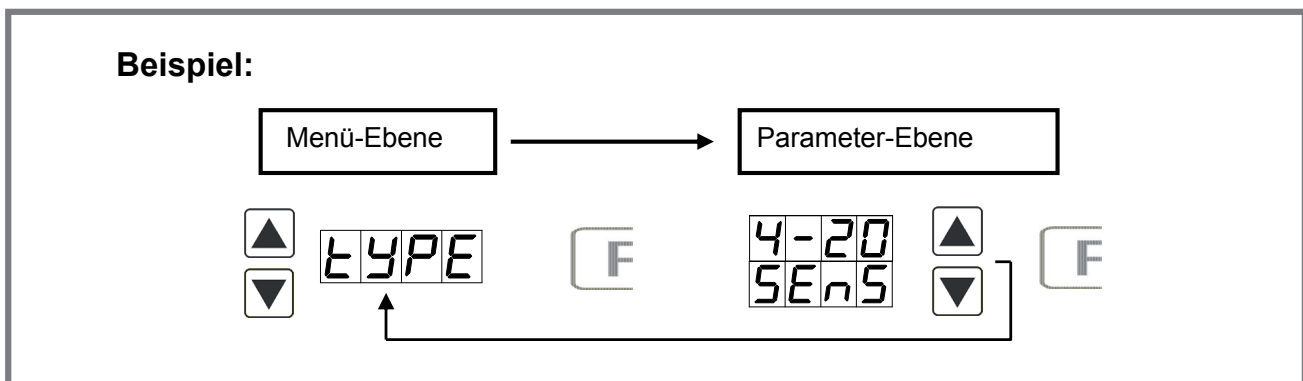 Beispiel:
Menü-Ebene
Parameter-Ebene
tYPE
F
4-20
SEnS
F